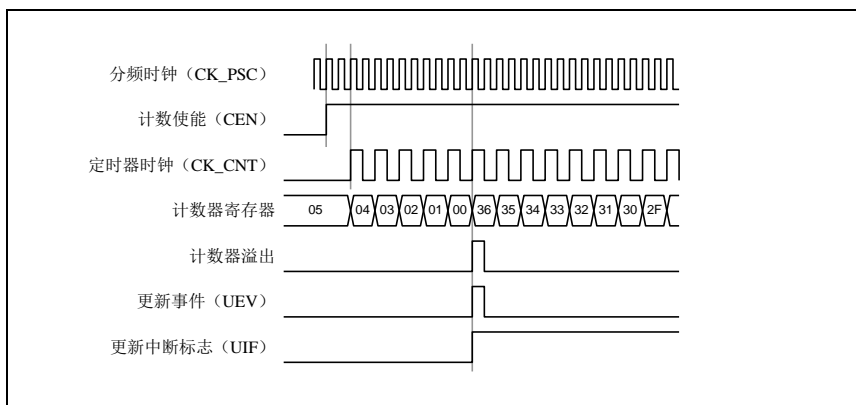 分频时钟（CK_PSC）
计数使能（CEN）
定时器时钟（CK_CNT）
计数器寄存器 05 04 03 02 01 00 36 35 34 33 32 31 30 2F
计数器溢出
更新事件（UEV）
更新中断标志（UIF）